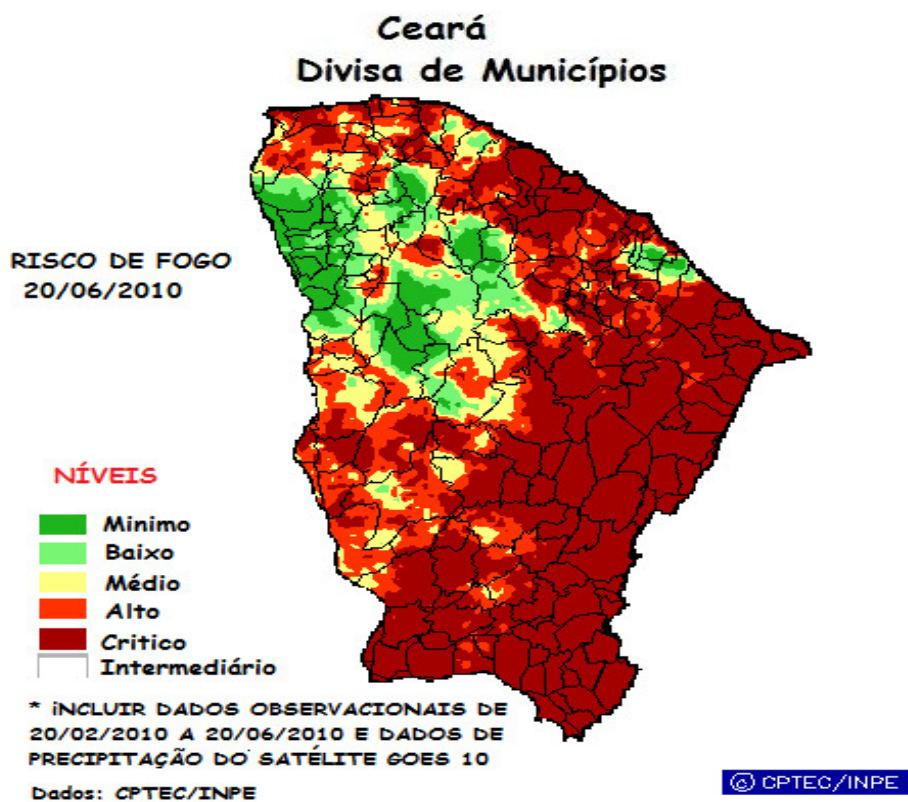 Ceará
Divisa de Municípios
RISCO DE FOGO
20/06/2010
NÍVEIS
Minimo
Baixo
Médio
Alto
Critico
Intermediário
* iNCLUIR DADOS OBSERVACIONAIS DE
20/02/2010 A 20/06/2010 E DADOS DE
PRECIPITAÇÃO DO SATÉLITE GOES 10
Dados: CPTEC/INPE
@ CPTEC/INPE